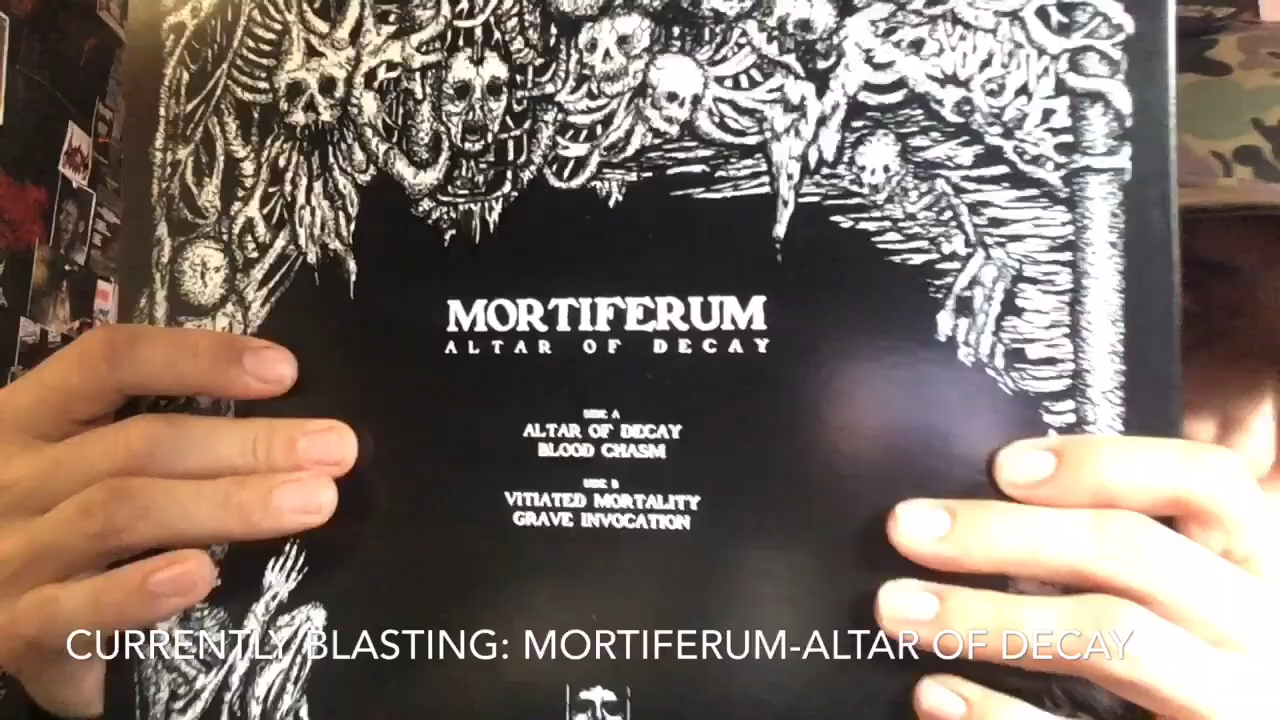 MORTIFERUM
ALTAR OF DECAY
SIDE A
ALTAR OF DECAY
BLOOD CHASM
SIDE B
VITIATED MORTALITY
GRAVE INVOCATION
CURRENTLY BLASTING: MORTIFERUM-ALTAR OF DECAY